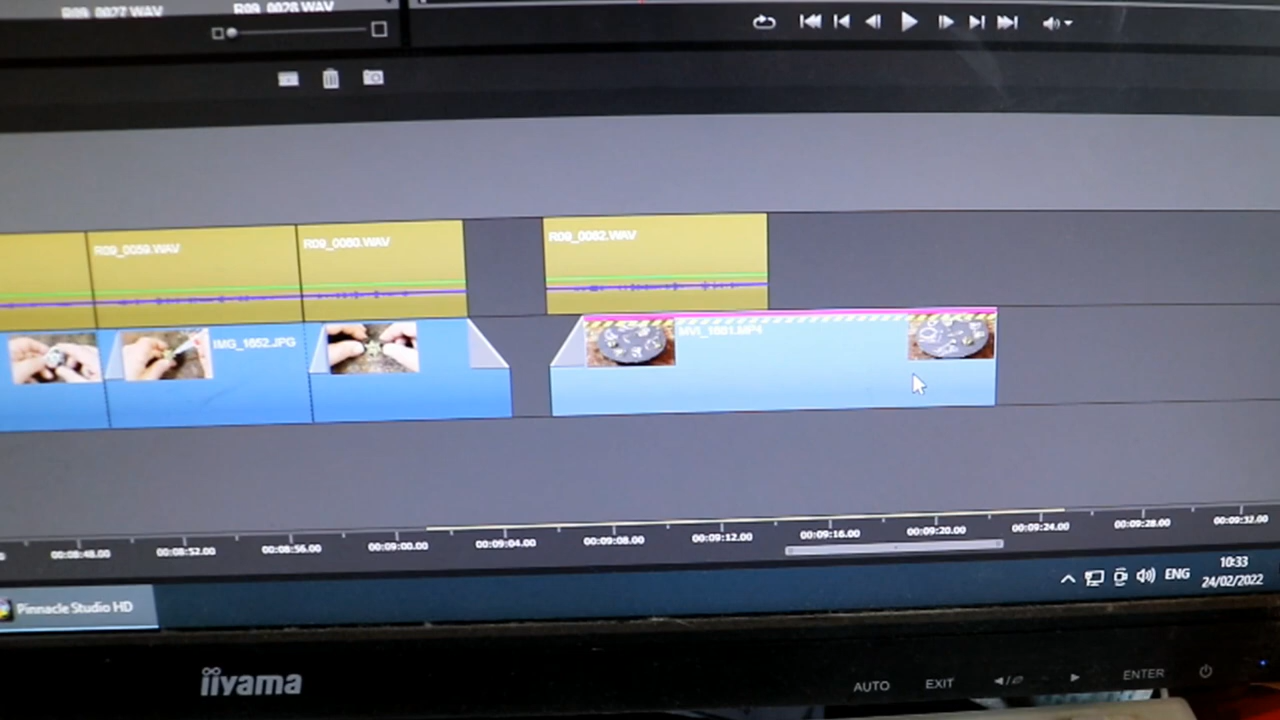 R09_0027.WAV R09_0028.WAV
R09_0059.WAV R09_0060.WAV R09_0062.WAV
IMG_1652.JPG MVI_1661.MP4
00:08:48.00 00:08:52.00 00:08:56.00 00:09:00.00 00:09:04.00 00:09:08.00 00:09:12.00 00:09:16.00 00:09:20.00 00:09:24.00 00:09:28.00 00:09:32.00
ENG 10:33
24/02/2022
Pinnacle Studio HD
iiyama
AUTO EXIT ENTER